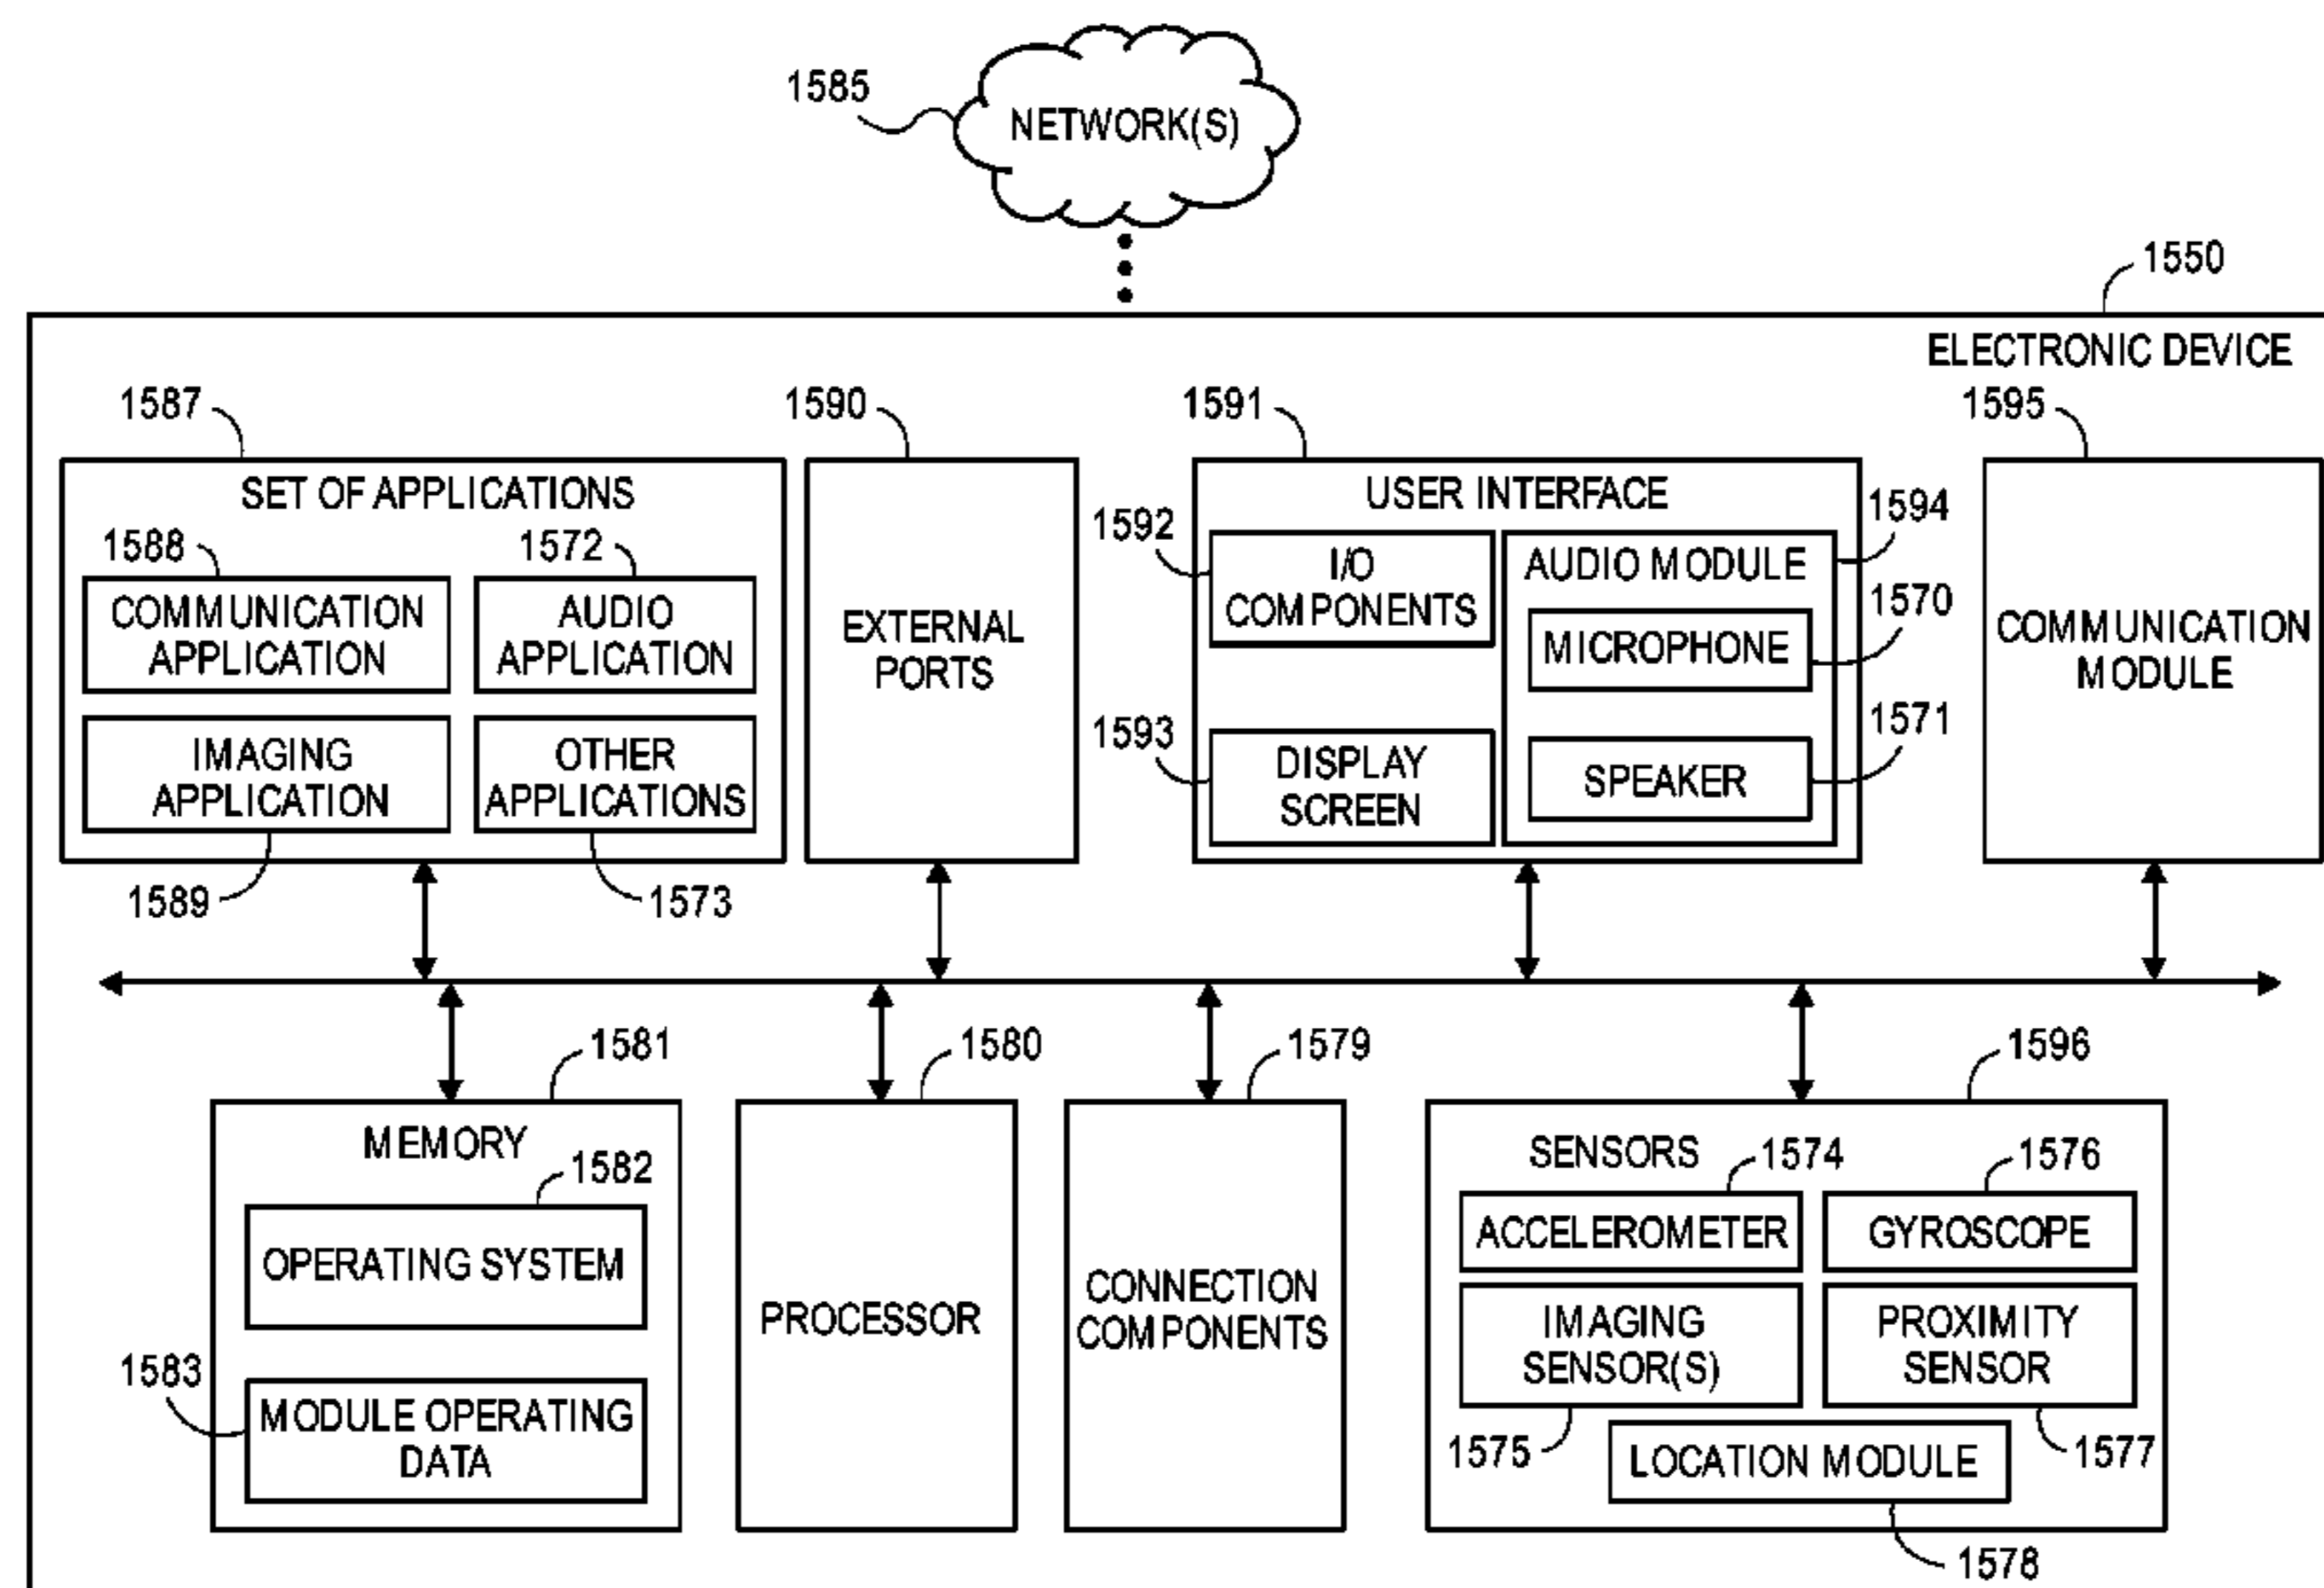 1585
NETWORK(S)
1550
ELECTRONIC DEVICE
1587
1590
1591
1595
SET OF APPLICATIONS
1588
1572
COMMUNICATION
APPLICATION
AUDIO
APPLICATION
IMAGING
APPLICATION
OTHER
APPLICATIONS
1589
1573
EXTERNAL
PORTS
USER INTERFACE
1592
I/O
COMPONENTS
1593
DISPLAY
SCREEN
1594
AUDIO MODULE
1570
MICROPHONE
1571
SPEAKER
COMMUNICATION
MODULE
1581
1580
1579
1596
MEMORY
1582
OPERATING SYSTEM
1583
MODULE OPERATING
DATA
PROCESSOR
CONNECTION
COMPONENTS
SENSORS
1574
1576
ACCELEROMETER
GYROSCOPE
IMAGING
SENSOR(S)
PROXIMITY
SENSOR
1575
1577
LOCATION MODULE
1578